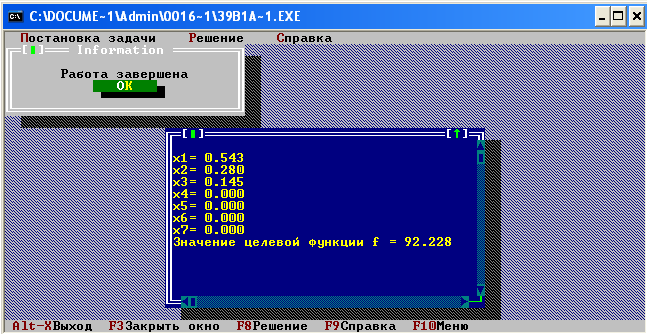 C:\DOCUME~1\Admin\0016~1\39B1A~1.EXE
Постановка задачи Решение Справка
Information
Работа завершена
OK
x1= 0.543
x2= 0.280
x3= 0.145
x4= 0.000
x5= 0.000
x6= 0.000
x7= 0.000
Значение целевой функции f = 92.228
Alt-X Выход F3 Закрыть окно F8 Решение F9 Справка F10 Меню